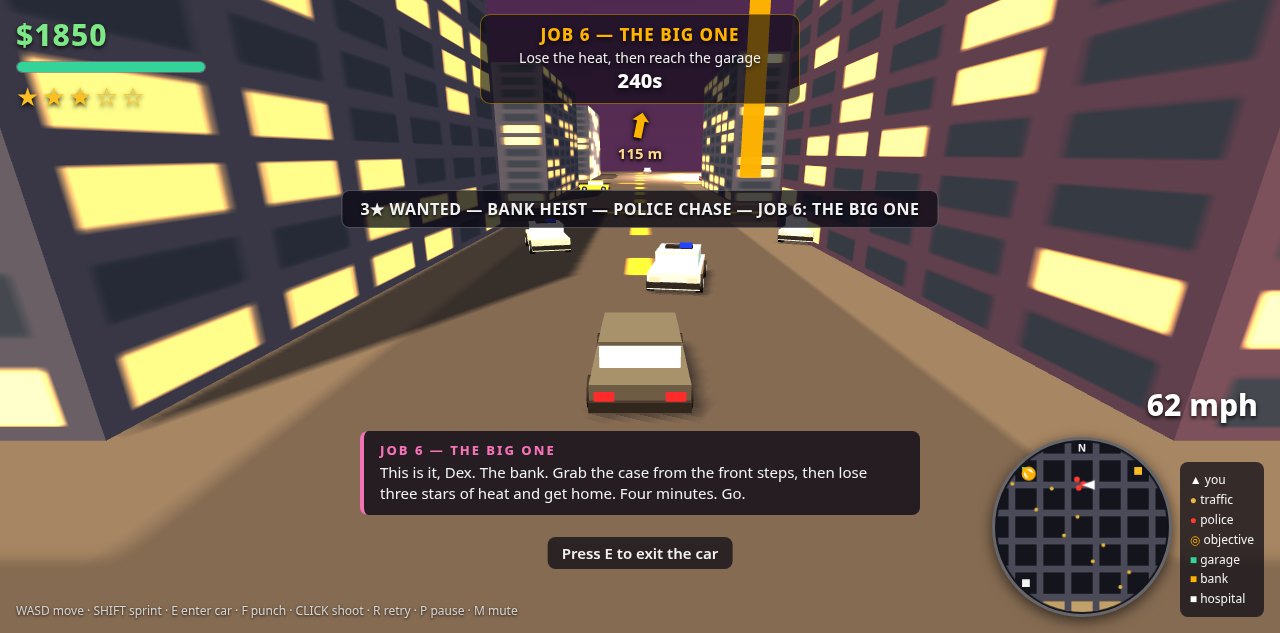 $1850
★★★☆☆
JOB 6 — THE BIG ONE
Lose the heat, then reach the garage
240s
115 m
3★ WANTED — BANK HEIST — POLICE CHASE — JOB 6: THE BIG ONE
62 mph
JOB 6 — THE BIG ONE
This is it, Dex. The bank. Grab the case from the front steps, then lose
three stars of heat and get home. Four minutes. Go.
Press E to exit the car
N
▲ you
● traffic
● police
◎ objective
■ garage
■ bank
■ hospital
WASD move · SHIFT sprint · E enter car · F punch · CLICK shoot · R retry · P pause · M mute